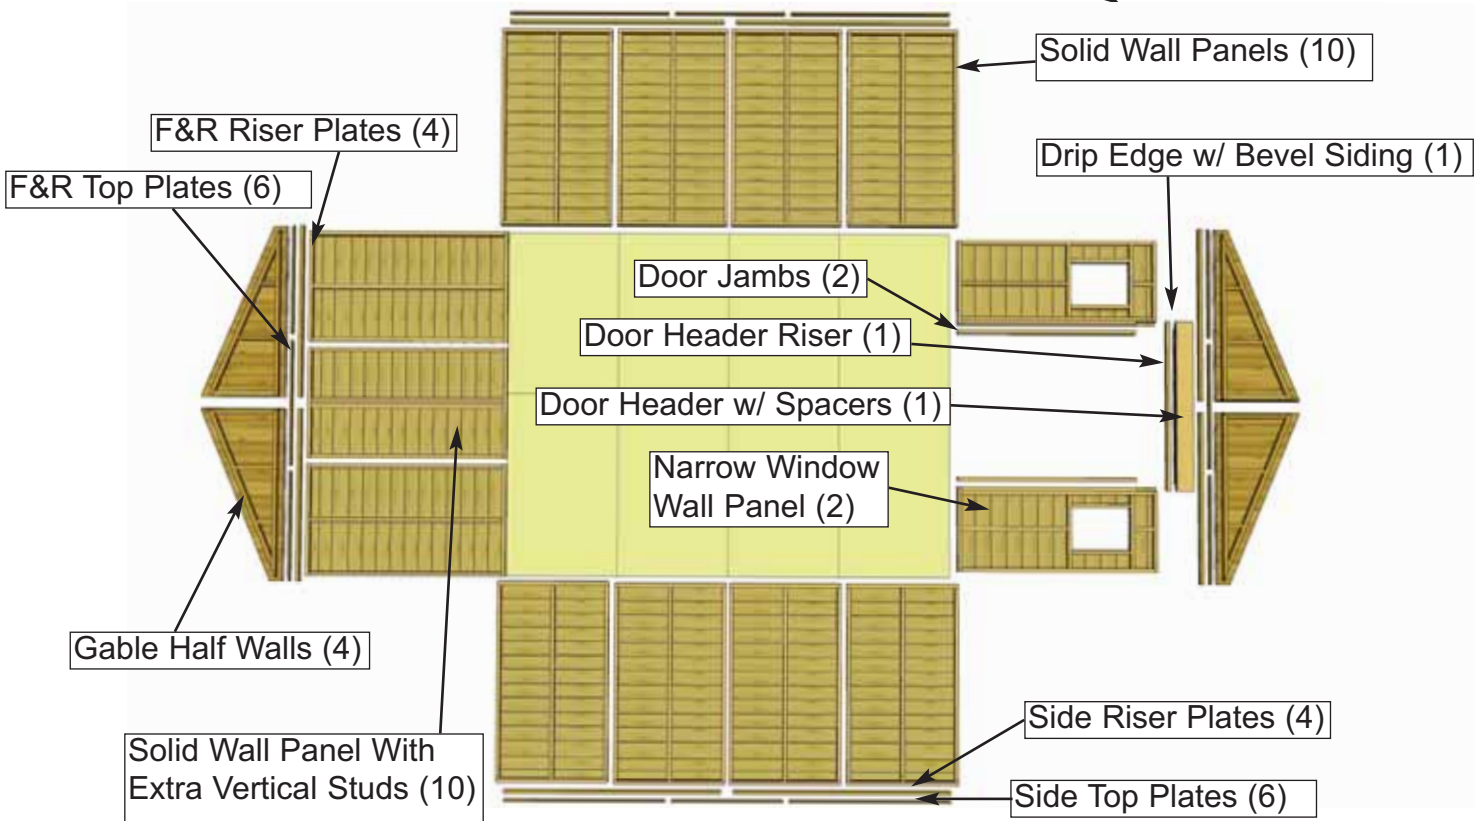 Solid Wall Panels (10)
F&R Riser Plates (4)
Drip Edge w/ Bevel Siding (1)
F&R Top Plates (6)
Door Jambs (2)
Door Header Riser (1)
Door Header w/ Spacers (1)
Narrow Window
Wall Panel (2)
Gable Half Walls (4)
Side Riser Plates (4)
Solid Wall Panel With
Extra Vertical Studs (10)
Side Top Plates (6)